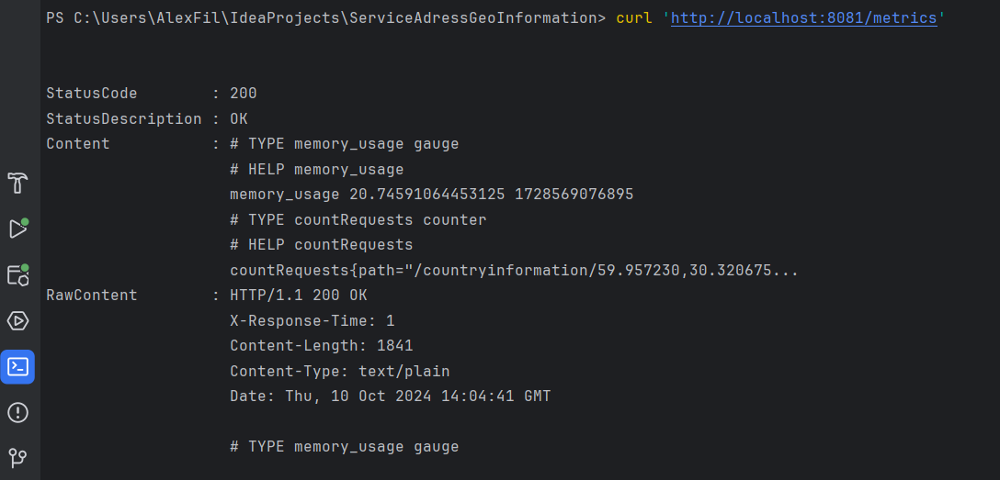 PS C:\Users\AlexFil\IdeaProjects\ServiceAdressGeoInformation> curl 'http://localhost:8081/metrics'
StatusCode        : 200
StatusDescription : OK
Content           : # TYPE memory_usage gauge
                    # HELP memory_usage
                    memory_usage 20.74591064453125 1728569076895
                    # TYPE countRequests counter
                    # HELP countRequests
                    countRequests{path="/countryinformation/59.957230,30.320675...
RawContent        : HTTP/1.1 200 OK
                    X-Response-Time: 1
                    Content-Length: 1841
                    Content-Type: text/plain
                    Date: Thu, 10 Oct 2024 14:04:41 GMT
                    # TYPE memory_usage gauge